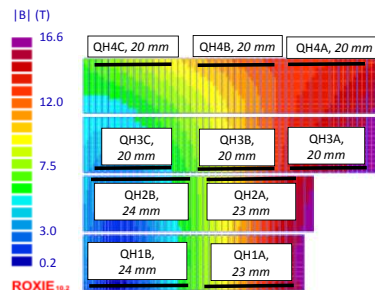 |B| (T)
16.6
12.0
7.5
3.0
0.2
ROXIE 10.2
QH4C, 20 mm
QH4B, 20 mm
QH4A, 20 mm
QH3C,
20 mm
QH3B,
20 mm
QH3A,
20 mm
QH2B,
24 mm
QH2A,
23 mm
QH1B,
24 mm
QH1A,
23 mm